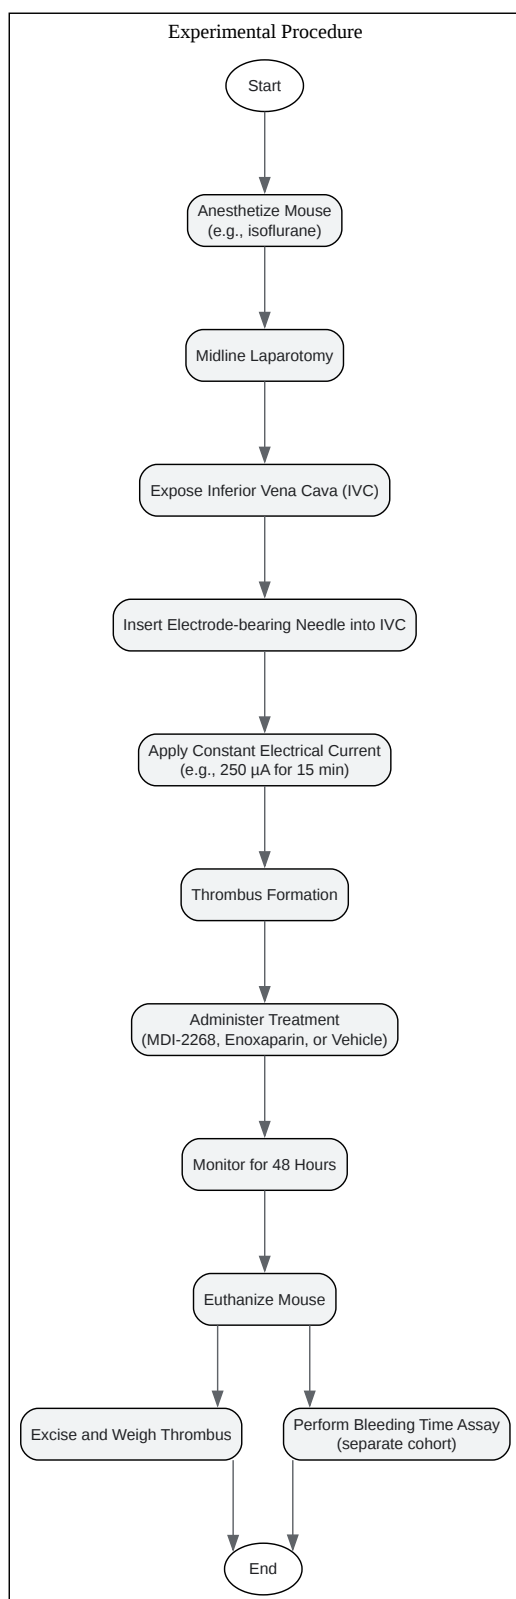 Experimental Procedure
Start
Anesthetize Mouse
(e.g., isoflurane)
Midline Laparotomy
Expose Inferior Vena Cava (IVC)
Insert Electrode-bearing Needle into IVC
Apply Constant Electrical Current
(e.g., 250 µA for 15 min)
Thrombus Formation
Administer Treatment
(MDI-2268, Enoxaparin, or Vehicle)
Monitor for 48 Hours
Euthanize Mouse
Excise and Weigh Thrombus
Perform Bleeding Time Assay
(separate cohort)
End